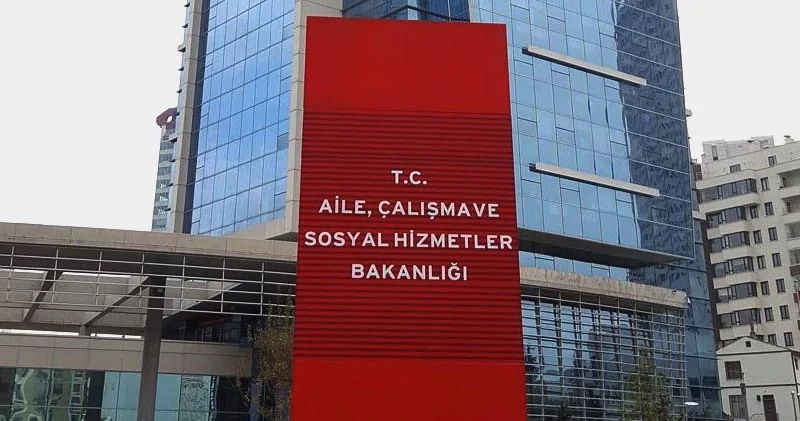 T.C.
AİLE, ÇALIŞMA VE
SOSYAL HİZMETLER
BAKANLIĞI